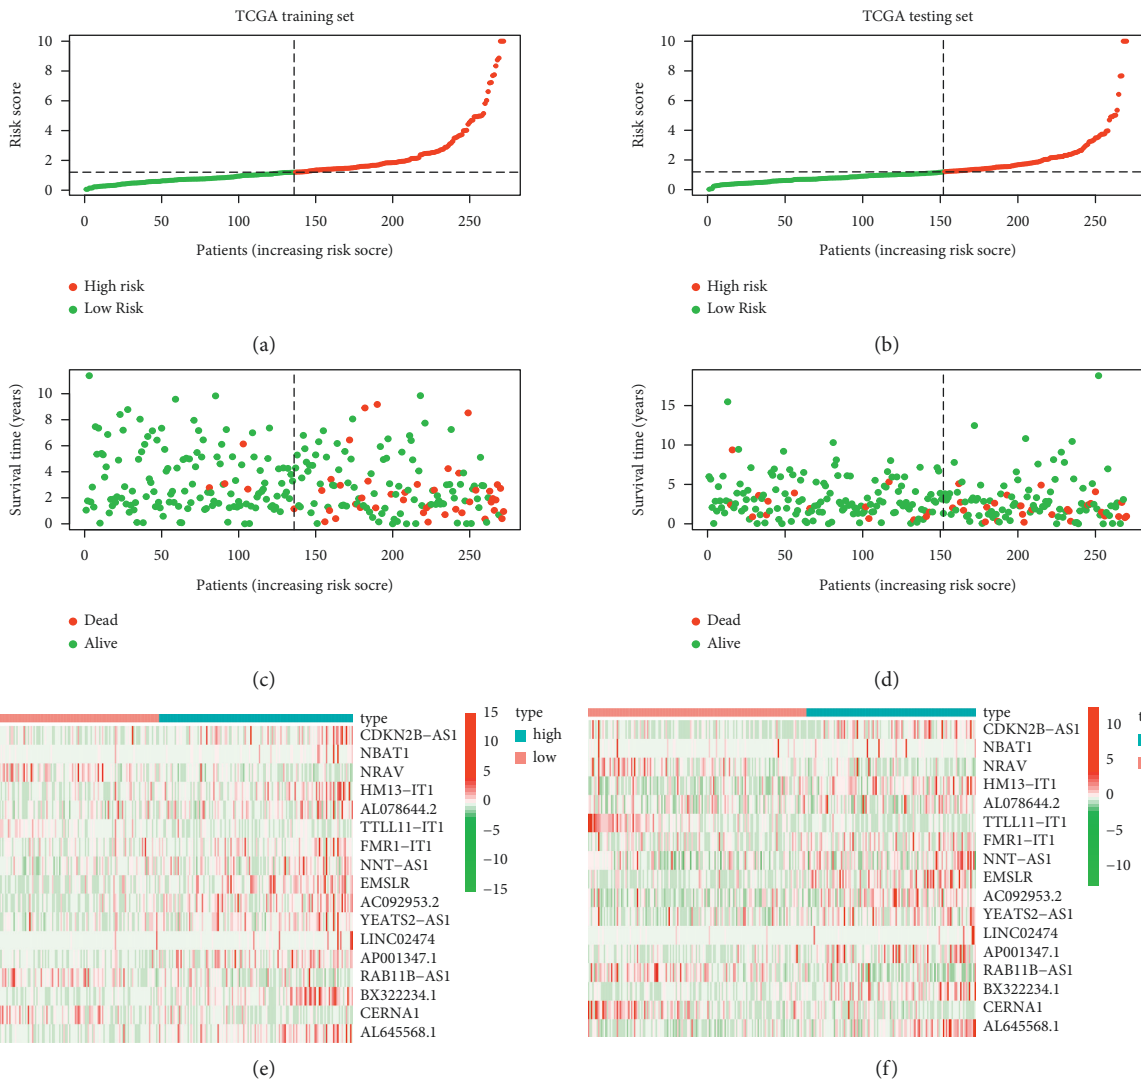 TCGA training set
10
8
6
4
2
0
Risk score
0 50 100 150 200 250
Patients (increasing risk socre)
High risk
Low Risk
(a)
TCGA testing set
10
8
6
4
2
0
Risk score
0 50 100 150 200 250
Patients (increasing risk socre)
High risk
Low Risk
(b)
10
8
6
4
2
0
Survival time (years)
0 50 100 150 200 250
Patients (increasing risk socre)
Dead
Alive
(c)
15
10
5
0
Survival time (years)
0 50 100 150 200 250
Patients (increasing risk socre)
Dead
Alive
(d)
type
CDKN2B−AS1
NBAT1
NRAV
HM13−IT1
AL078644.2
TTLL11−IT1
FMR1−IT1
NNT−AS1
EMSLR
AC092953.2
YEATS2−AS1
LINC02474
AP001347.1
RAB11B−AS1
BX322234.1
CERNA1
AL645568.1
15
10
5
0
−5
−10
−15
type
high
low
(e)
type
CDKN2B−AS1
NBAT1
NRAV
HM13−IT1
AL078644.2
TTLL11−IT1
FMR1−IT1
NNT−AS1
EMSLR
AC092953.2
YEATS2−AS1
LINC02474
AP001347.1
RAB11B−AS1
BX322234.1
CERNA1
AL645568.1
10
5
0
−5
−10
(f)